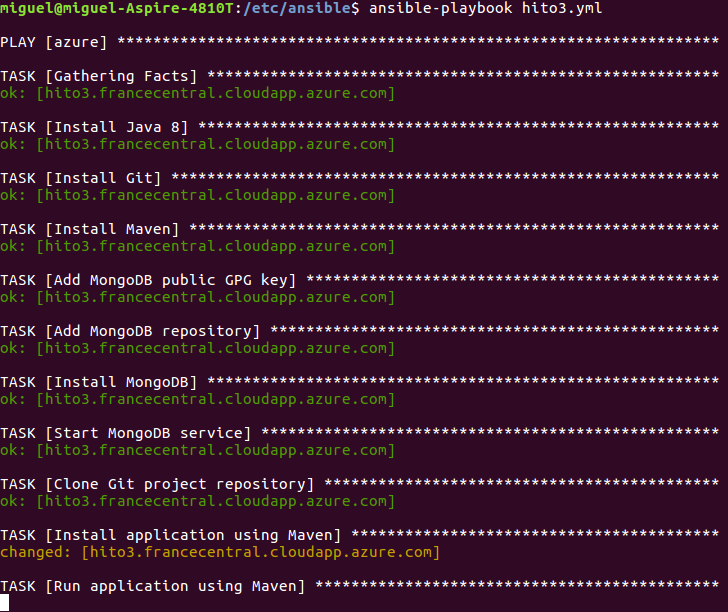 miguel@miguel-Aspire-4810T:/etc/ansible$ ansible-playbook hito3.yml
PLAY [azure] *******************************************************************
TASK [Gathering Facts] *********************************************************
ok: [hito3.francecentral.cloudapp.azure.com]
TASK [Install Java 8] **********************************************************
ok: [hito3.francecentral.cloudapp.azure.com]
TASK [Install Git] *************************************************************
ok: [hito3.francecentral.cloudapp.azure.com]
TASK [Install Maven] ***********************************************************
ok: [hito3.francecentral.cloudapp.azure.com]
TASK [Add MongoDB public GPG key] **********************************************
ok: [hito3.francecentral.cloudapp.azure.com]
TASK [Add MongoDB repository] **************************************************
ok: [hito3.francecentral.cloudapp.azure.com]
TASK [Install MongoDB] *********************************************************
ok: [hito3.francecentral.cloudapp.azure.com]
TASK [Start MongoDB service] ***************************************************
ok: [hito3.francecentral.cloudapp.azure.com]
TASK [Clone Git project repository] ********************************************
ok: [hito3.francecentral.cloudapp.azure.com]
TASK [Install application using Maven] *****************************************
changed: [hito3.francecentral.cloudapp.azure.com]
TASK [Run application using Maven] *********************************************